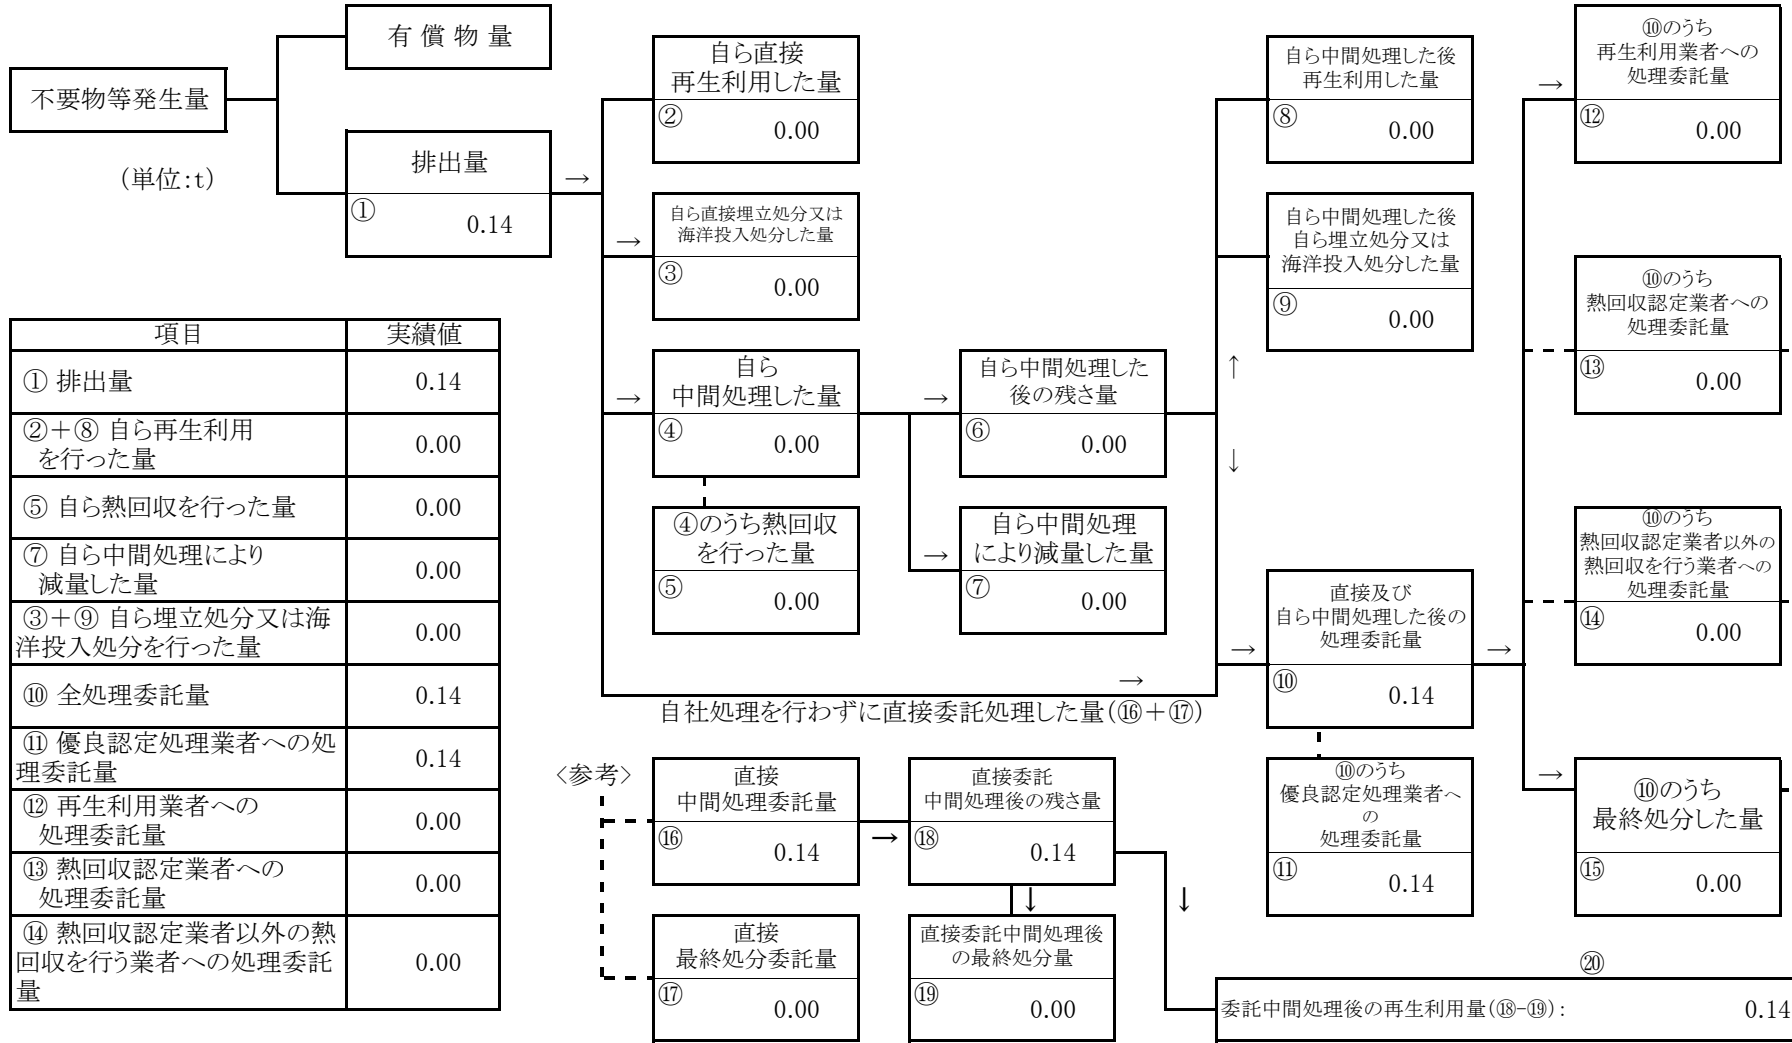 不要物等発生量
(単位:t)
有 償 物 量
排出量
①
0.14
→
自ら直接
再生利用した量
②
0.00
→
自ら直接埋立処分又は
海洋投入処分した量
③
0.00
→
自ら
中間処理した量
④
0.00
④のうち熱回収
を行った量
⑤
0.00
→
自ら中間処理した
後の残さ量
⑥
0.00
→
自ら中間処理
により減量した量
⑦
0.00
↑
↓
自ら中間処理した後
再生利用した量
⑧
0.00
自ら中間処理した後
自ら埋立処分又は
海洋投入処分した量
⑨
0.00
→
自社処理を行わずに直接委託処理した量(⑯+⑰)
→
直接及び
自ら中間処理した後の
処理委託量
⑩
0.14
⑩のうち
優良認定処理業者へ
の
処理委託量
⑪
0.14
→
→
⑩のうち
再生利用業者への
処理委託量
⑫
0.00
⑩のうち
熱回収認定業者への
処理委託量
⑬
0.00
⑩のうち
熱回収認定業者以外の
熱回収を行う業者への
処理委託量
⑭
0.00
→
⑩のうち
最終処分した量
⑮
0.00
項目 実績値
① 排出量 0.14
②+⑧ 自ら再生利用
を行った量 0.00
⑤ 自ら熱回収を行った量 0.00
⑦ 自ら中間処理により
減量した量 0.00
③+⑨ 自ら埋立処分又は海
洋投入処分を行った量 0.00
⑩ 全処理委託量 0.14
⑪ 優良認定処理業者への処
理委託量 0.14
⑫ 再生利用業者への
処理委託量 0.00
⑬ 熱回収認定業者への
処理委託量 0.00
⑭ 熱回収認定業者以外の熱
回収を行う業者への処理委託
量 0.00
〈参考〉
直接
中間処理委託量
⑯
0.14
→
直接委託
中間処理後の残さ量
⑱
0.14
↓
↓
直接
最終処分委託量
⑰
0.00
直接委託中間処理後
の最終処分量
⑲
0.00
⑳
委託中間処理後の再生利用量(⑱-⑲): 0.14